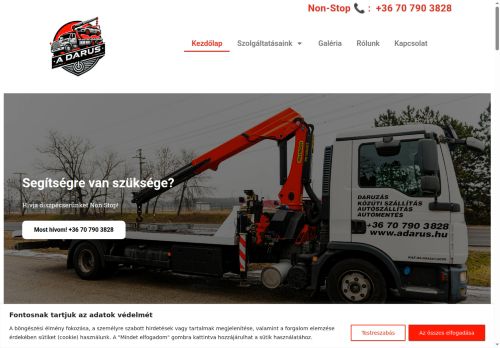 Non-Stop 📞 : +36 70 790 3828
A DARUS
Kezdőlap Szolgáltatásaink Galéria Rólunk Kapcsolat
Segítségre van szüksége?
Hívja diszpécserünket Non Stop!
Most hívom! +36 70 790 3828
DARUZÁS
KÖZÚTI SZÁLLÍTÁS
AUTÓSZÁLLÍTÁS
AUTÓMENTÉS
+36 70 790 3828
www.adarus.hu
Fontosnak tartjuk az adatok védelmét
A böngészési élmény fokozása, a személyre szabott hirdetések vagy tartalmak megjelenítése, valamint a forgalom elemzése
érdekében sütiket (cookie) használunk. A "Mindet elfogadom" gombra kattintva hozzájárulhat a sütik használatához.
Testreszabás
Az összes elfogadása